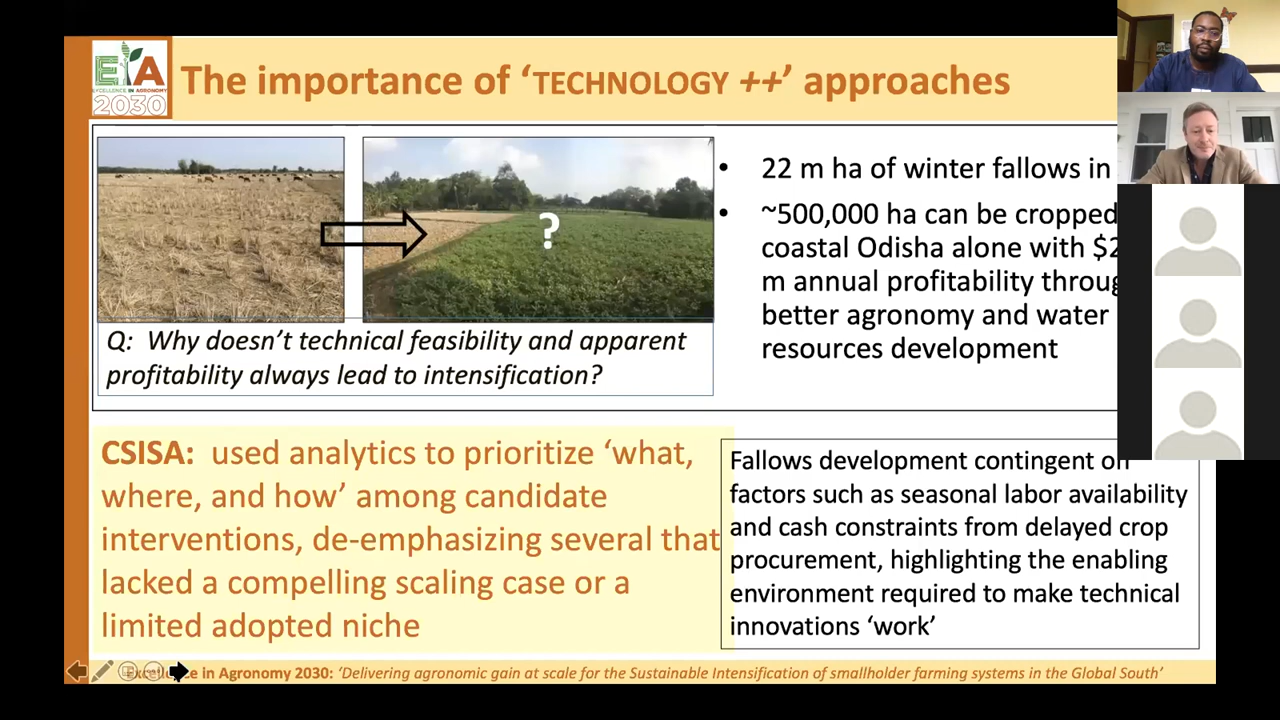 EiA
EXCELLENCE IN AGRONOMY
2030
The importance of ‘TECHNOLOGY ++’ approaches
?
Q: Why doesn’t technical feasibility and apparent
profitability always lead to intensification?
• 22 m ha of winter fallows in
• ~500,000 ha can be cropped
coastal Odisha alone with
m annual profitability
better agronomy and water
resources development
CSISA: used analytics to prioritize ‘what,
where, and how’ among candidate
interventions, de-emphasizing several that
lacked a compelling scaling case or a
limited adopted niche
Fallows development contingent on
factors such as seasonal labor availability
and cash constraints from delayed crop
procurement, highlighting the enabling
environment required to make technical
innovations ‘work’
in Agronomy 2030: ‘Delivering agronomic gain at scale for the Sustainable Intensification of smallholder farming systems in the Global South’